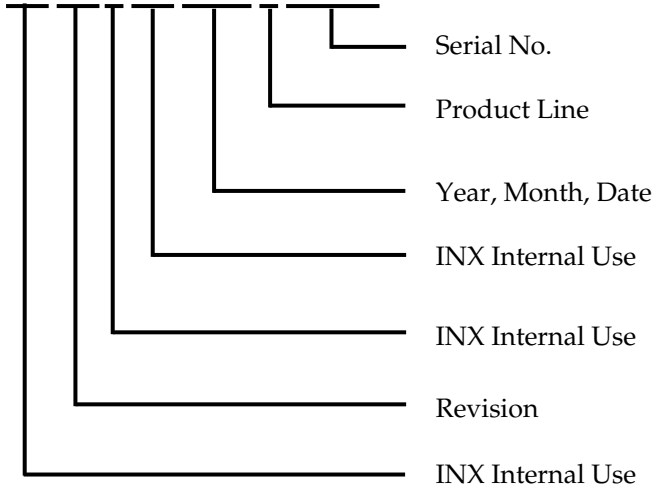 Serial No.
Product Line
Year, Month, Date
INX Internal Use
INX Internal Use
Revision
INX Internal Use